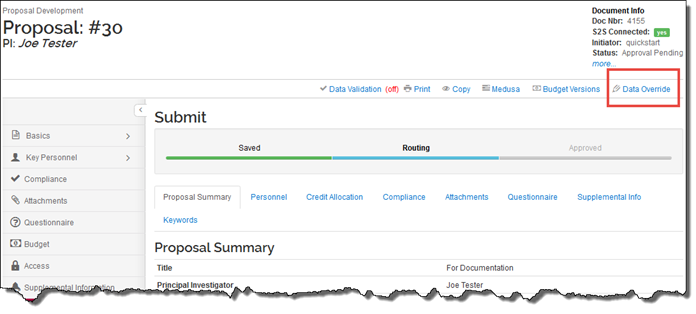 Proposal Development
Proposal: #30
PI: Joe Tester
Document Info
Doc Nbr: 4155
S2S Connected: yes
Initiator: quickstart
Status: Approval Pending
more...
Data Validation (off) Print Copy Medusa Budget Versions Data Override
Basics
Key Personnel
Compliance
Attachments
Questionnaire
Budget
Access
Supplemental Information
Submit
Saved Routing Approved
Proposal Summary Personnel Credit Allocation Compliance Attachments Questionnaire Supplemental Info
Keywords
Proposal Summary
Title For Documentation
Principal Investigator Joe Tester